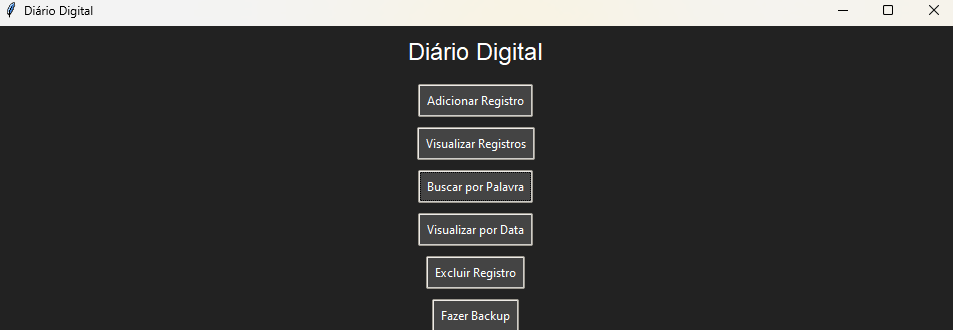 Diário Digital
Diário Digital
Adicionar Registro
Visualizar Registros
Buscar por Palavra
Visualizar por Data
Excluir Registro
Fazer Backup